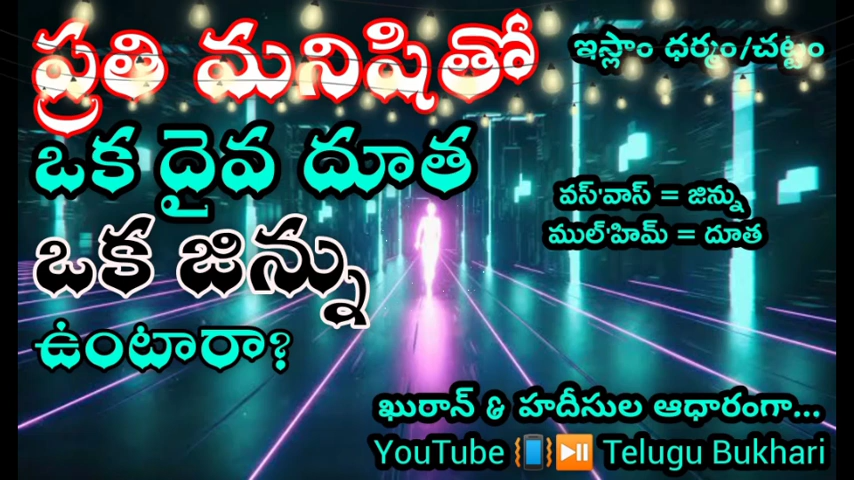 ప్రతి మనిషితో
ఒక దైవ దూత
ఒక జిన్ను
ఉంటారా?
ఇస్లాం ధర్మం/చట్టం
వస్'వాస్ = జిన్ను
ముల్'హిమ్ = దూత
ఖురాన్ & హదీసుల ఆధారంగా...
YouTube 📳⏯️ Telugu Bukhari